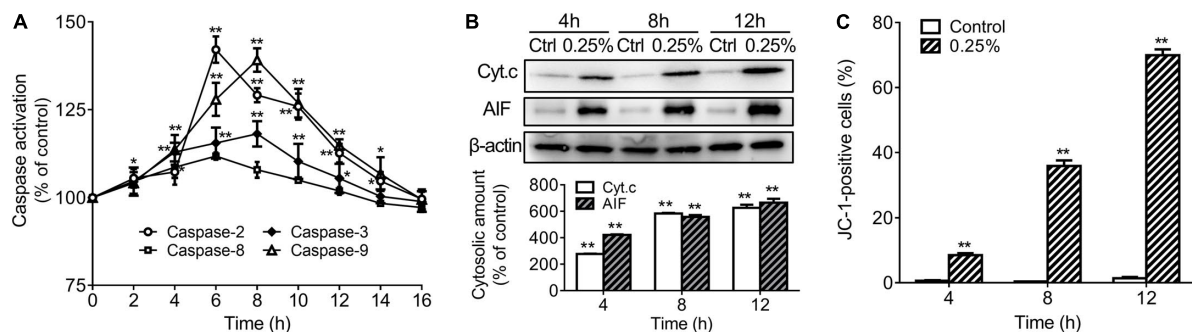 A
Caspase activation
(% of control)
150
125
100
75
0 2 4 6 8 10 12 14 16
Time (h)
Caspase-2
Caspase-8
Caspase-3
Caspase-9
* ** ** * ** ** ** ** ** ** ** ** ** ** ** * * *
B
4h 8h 12h
Ctrl 0.25% Ctrl 0.25% Ctrl 0.25%
Cyt.c
AIF
β-actin
Cytosolic amount
(% of control)
800
600
400
200
0
Cyt.c
AIF
** ** ** ** ** **
4 8 12
Time (h)
C
JC-1-positive cells (%)
80
60
40
20
0
Control
0.25%
** ** **
4 8 12
Time (h)